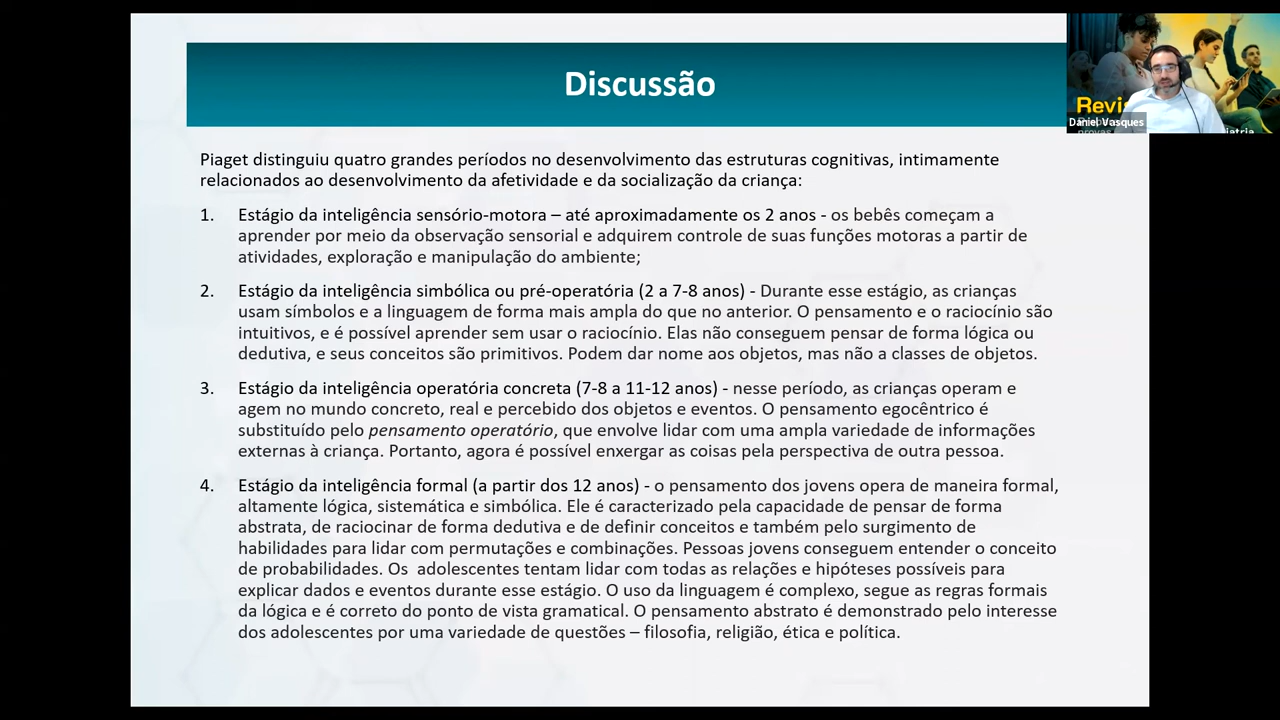 Discussão
Revi
Daniel Vasques
provas
iatria
Piaget distinguiu quatro grandes períodos no desenvolvimento das estruturas cognitivas, intimamente
relacionados ao desenvolvimento da afetividade e da socialização da criança:
1. Estágio da inteligência sensório-motora – até aproximadamente os 2 anos - os bebês começam a
aprender por meio da observação sensorial e adquirem controle de suas funções motoras a partir de
atividades, exploração e manipulação do ambiente;
2. Estágio da inteligência simbólica ou pré-operatória (2 a 7-8 anos) - Durante esse estágio, as crianças
usam símbolos e a linguagem de forma mais ampla do que no anterior. O pensamento e o raciocínio são
intuitivos, e é possível aprender sem usar o raciocínio. Elas não conseguem pensar de forma lógica ou
dedutiva, e seus conceitos são primitivos. Podem dar nome aos objetos, mas não a classes de objetos.
3. Estágio da inteligência operatória concreta (7-8 a 11-12 anos) - nesse período, as crianças operam e
agem no mundo concreto, real e percebido dos objetos e eventos. O pensamento egocêntrico é
substituído pelo pensamento operatório, que envolve lidar com uma ampla variedade de informações
externas à criança. Portanto, agora é possível enxergar as coisas pela perspectiva de outra pessoa.
4. Estágio da inteligência formal (a partir dos 12 anos) - o pensamento dos jovens opera de maneira formal,
altamente lógica, sistemática e simbólica. Ele é caracterizado pela capacidade de pensar de forma
abstrata, de raciocinar de forma dedutiva e de definir conceitos e também pelo surgimento de
habilidades para lidar com permutações e combinações. Pessoas jovens conseguem entender o conceito
de probabilidades. Os  adolescentes tentam lidar com todas as relações e hipóteses possíveis para
explicar dados e eventos durante esse estágio. O uso da linguagem é complexo, segue as regras formais
da lógica e é correto do ponto de vista gramatical. O pensamento abstrato é demonstrado pelo interesse
dos adolescentes por uma variedade de questões – filosofia, religião, ética e política.